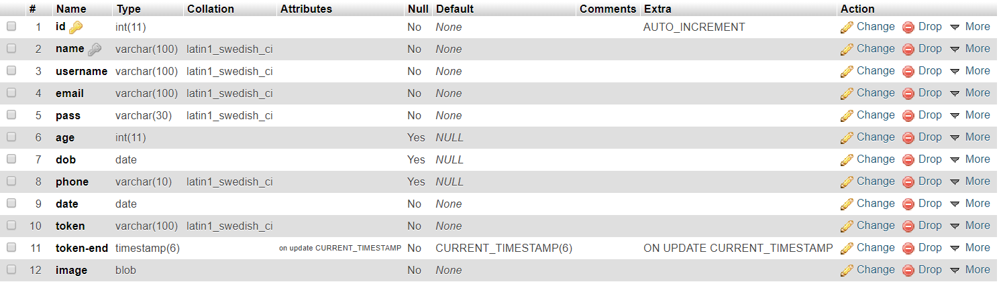 # Name Type Collation Attributes Null Default Comments Extra Action
1 id int(11) No None AUTO_INCREMENT Change Drop More
2 name varchar(100) latin1_swedish_ci No None Change Drop More
3 username varchar(100) latin1_swedish_ci No None Change Drop More
4 email varchar(100) latin1_swedish_ci No None Change Drop More
5 pass varchar(30) latin1_swedish_ci No None Change Drop More
6 age int(11) Yes NULL Change Drop More
7 dob date Yes NULL Change Drop More
8 phone varchar(10) latin1_swedish_ci Yes NULL Change Drop More
9 date date No None Change Drop More
10 token varchar(100) latin1_swedish_ci No None Change Drop More
11 token-end timestamp(6) on update CURRENT_TIMESTAMP No CURRENT_TIMESTAMP(6) ON UPDATE CURRENT_TIMESTAMP Change Drop More
12 image blob No None Change Drop More